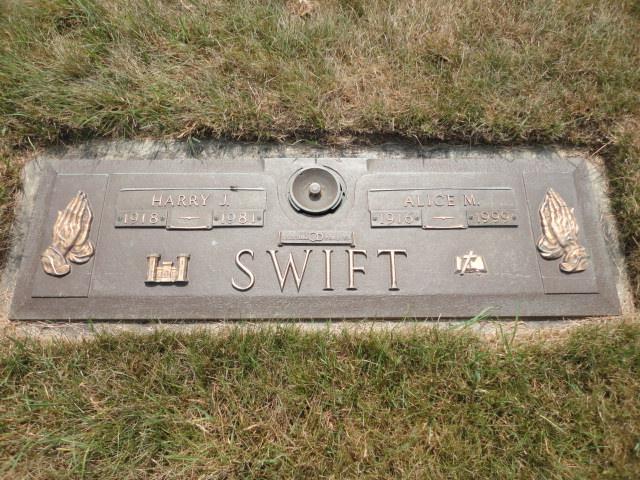 HARRY J.
1918 1981
ALICE M.
1916 1999
SWIFT